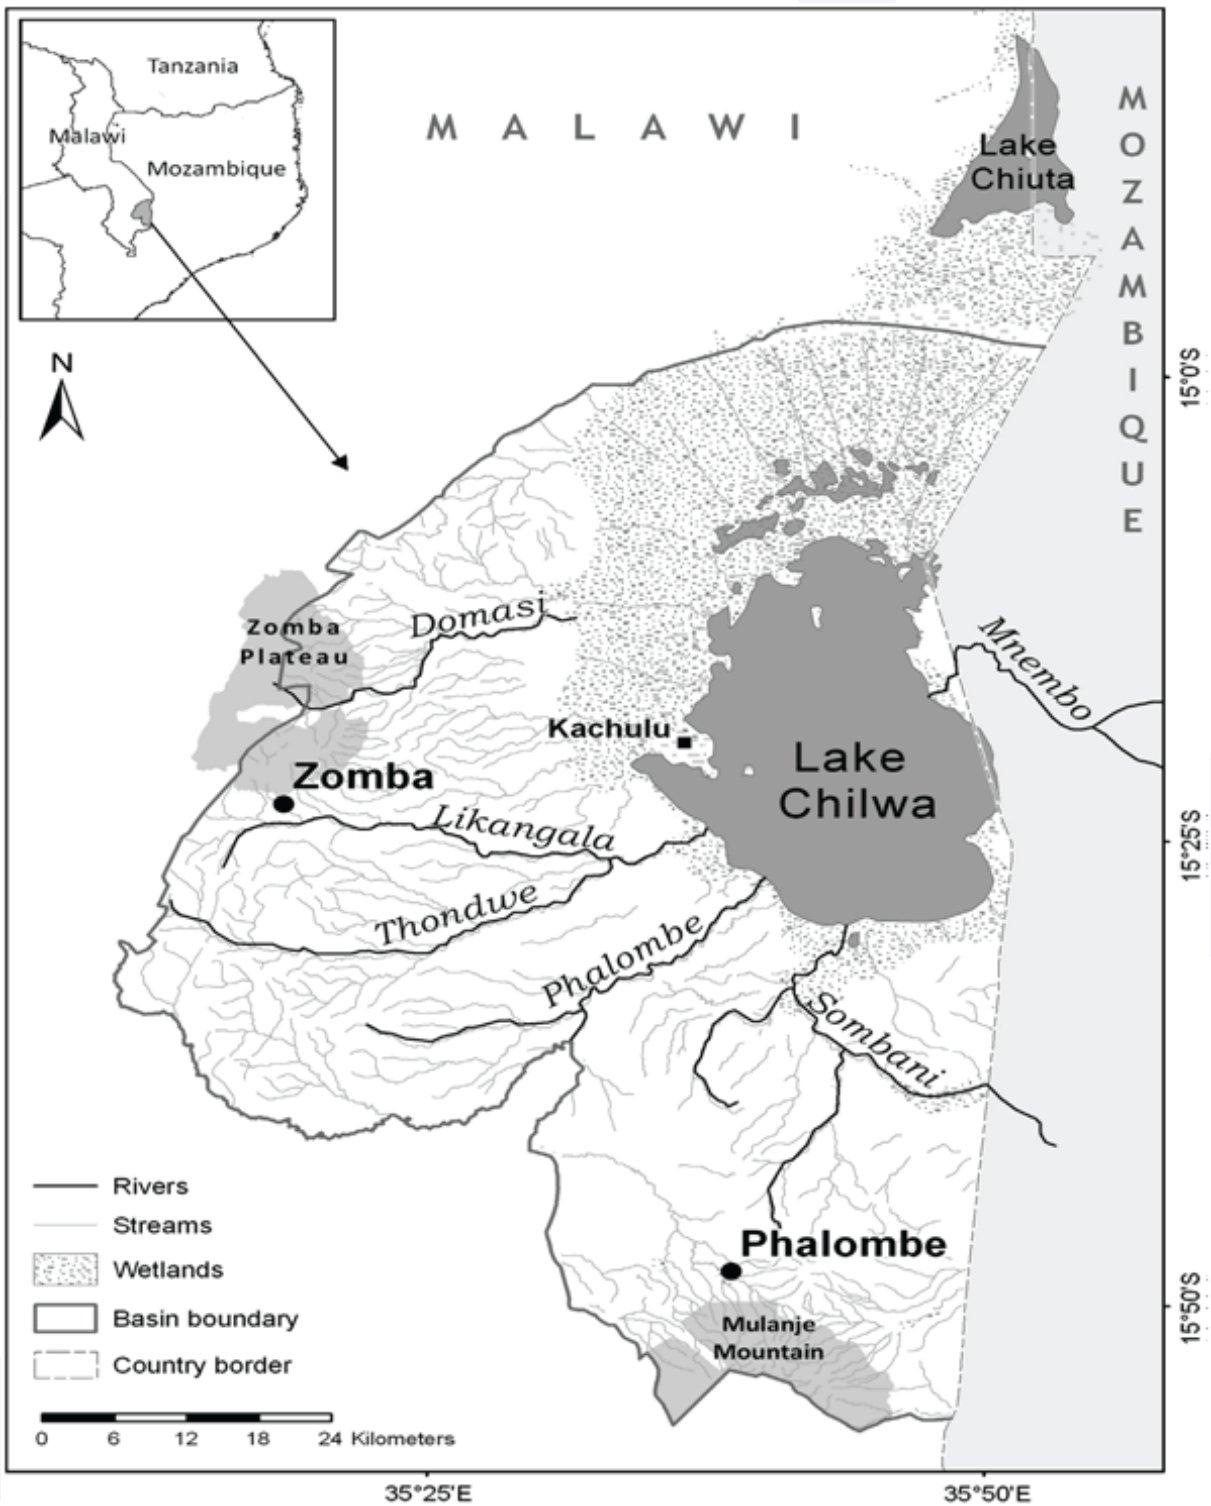 Tanzania
Malawi
Mozambique
MALAWI
MOZAMBIQUE
Lake
Chiuta
N
15°0'S
Domasi
Zomba
Plateau
Mnembo
Kachulu
Zomba
Lake
Chilwa
Likangala
15°25'S
Thondwe
Phalombe
Sombani
Rivers
Streams
Wetlands
Basin boundary
Country border
Phalombe
Mulanje
Mountain
15°50'S
0 6 12 18 24 Kilometers
35°25'E
35°50'E